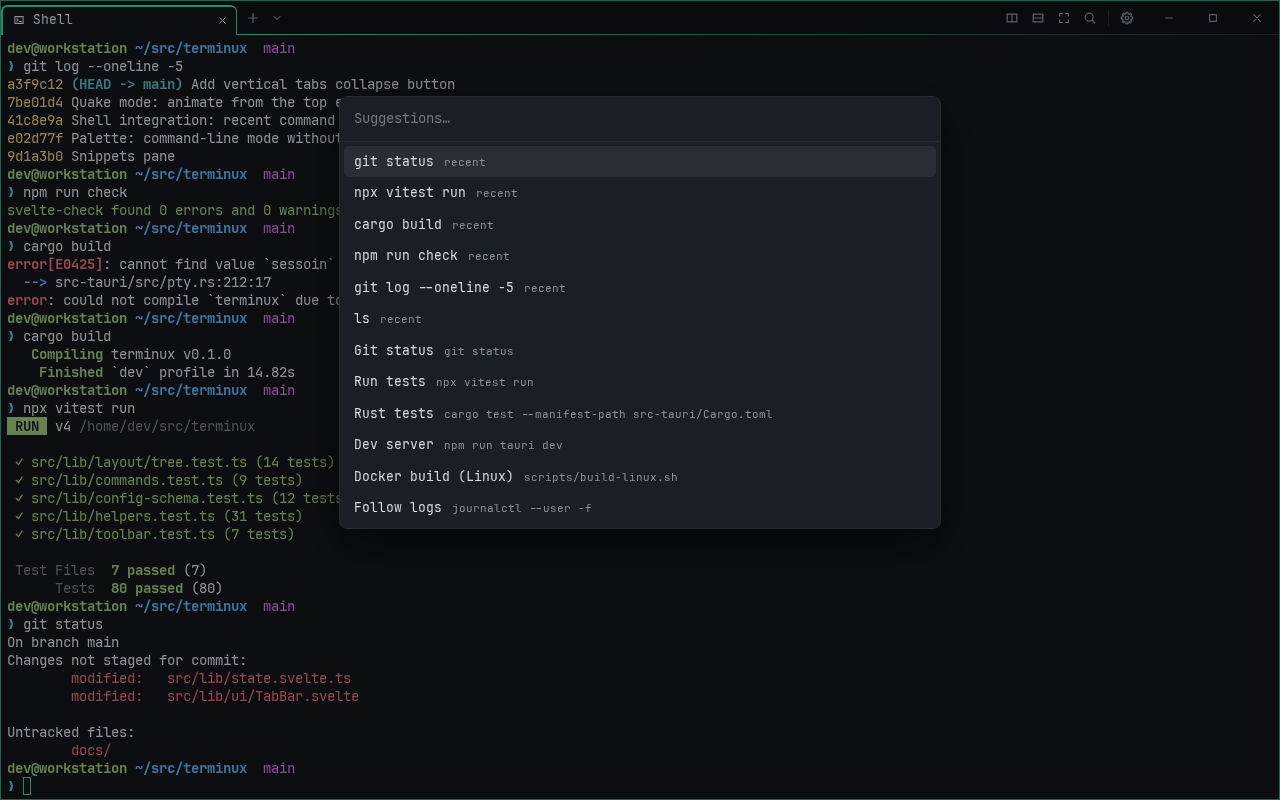 Shell
dev@workstation ~/src/terminux  main
❯ git log --oneline -5
a3f9c12 (HEAD -> main) Add vertical tabs collapse button
7be01d4 Quake mode: animate from the top
41c8e9a Shell integration: recent command
e02d77f Palette: command-line mode without
9d1a3b0 Snippets pane
dev@workstation ~/src/terminux  main
❯ npm run check
svelte-check found 0 errors and 0 warnings
dev@workstation ~/src/terminux  main
❯ cargo build
error[E0425]: cannot find value `sessoin`
  --> src-tauri/src/pty.rs:212:17
error: could not compile `terminux` due to
dev@workstation ~/src/terminux  main
❯ cargo build
   Compiling terminux v0.1.0
    Finished `dev` profile in 14.82s
dev@workstation ~/src/terminux  main
❯ npx vitest run
RUN  v4 /home/dev/src/terminux
✓ src/lib/layout/tree.test.ts (14 tests)
✓ src/lib/commands.test.ts (9 tests)
✓ src/lib/config-schema.test.ts (12 tests
✓ src/lib/helpers.test.ts (31 tests)
✓ src/lib/toolbar.test.ts (7 tests)
Test Files  7 passed (7)
Tests  80 passed (80)
dev@workstation ~/src/terminux  main
❯ git status
On branch main
Changes not staged for commit:
modified:   src/lib/state.svelte.ts
modified:   src/lib/ui/TabBar.svelte
Untracked files:
docs/
dev@workstation ~/src/terminux  main
❯
Suggestions…
git status recent
npx vitest run recent
cargo build recent
npm run check recent
git log --oneline -5 recent
ls recent
Git status git status
Run tests npx vitest run
Rust tests cargo test --manifest-path src-tauri/Cargo.toml
Dev server npm run tauri dev
Docker build (Linux) scripts/build-linux.sh
Follow logs journalctl --user -f